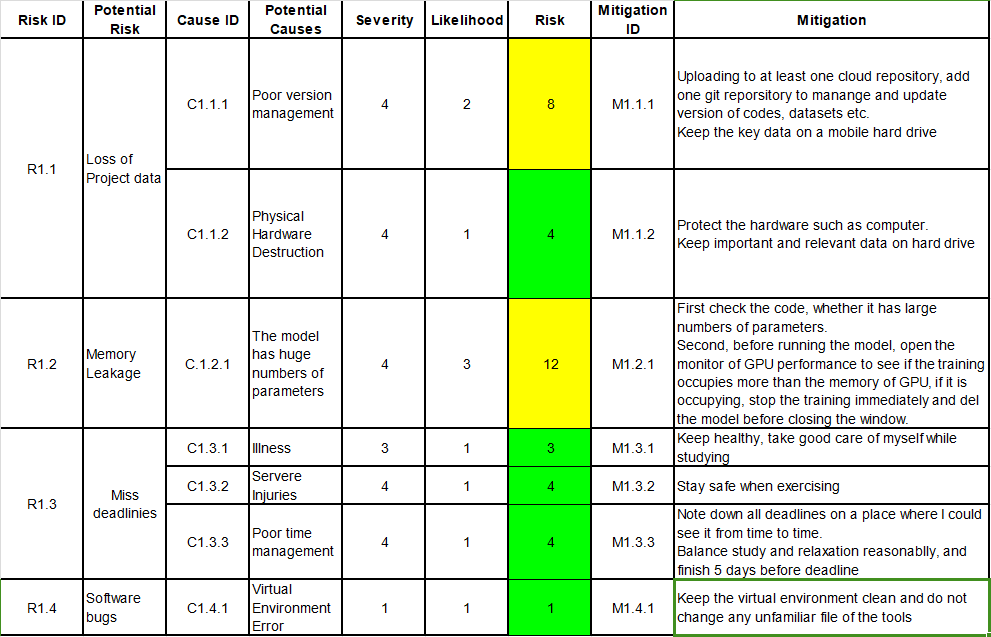 Risk ID
Potential
Risk
Cause ID
Potential
Causes
Severity
Likelihood
Risk
Mitigation
ID
Mitigation
R1.1
Loss of
Project data
C1.1.1
Poor version
management
4
2
8
M1.1.1
Uploading to at least one cloud repository, add
one git reporsitory to manange and update
version of codes, datasets etc.
Keep the key data on a mobile hard drive
C1.1.2
Physical
Hardware
Destruction
4
1
4
M1.1.2
Protect the hardware such as computer.
Keep important and relevant data on hard drive
R1.2
Memory
Leakage
C.1.2.1
The model
has huge
numbers of
parameters
4
3
12
M1.2.1
First check the code, whether it has large
numbers of parameters.
Second, before running the model, open the
monitor of GPU performance to see if the training
occupies more than the memory of GPU, if it is
occupying, stop the training immediately and del
the model before closing the window.
R1.3
Miss
deadlinies
C1.3.1
Illness
3
1
3
M1.3.1
Keep healthy, take good care of myself while
studying
C1.3.2
Servere
Injuries
4
1
4
M1.3.2
Stay safe when exercising
C1.3.3
Poor time
management
4
1
4
M1.3.3
Note down all deadlines on a place where I could
see it from time to time.
Balance study and relaxation reasonablly, and
finish 5 days before deadline
R1.4
Software
bugs
C1.4.1
Virtual
Environment
Error
1
1
1
M1.4.1
Keep the virtual environment clean and do not
change any unfamiliar file of the tools